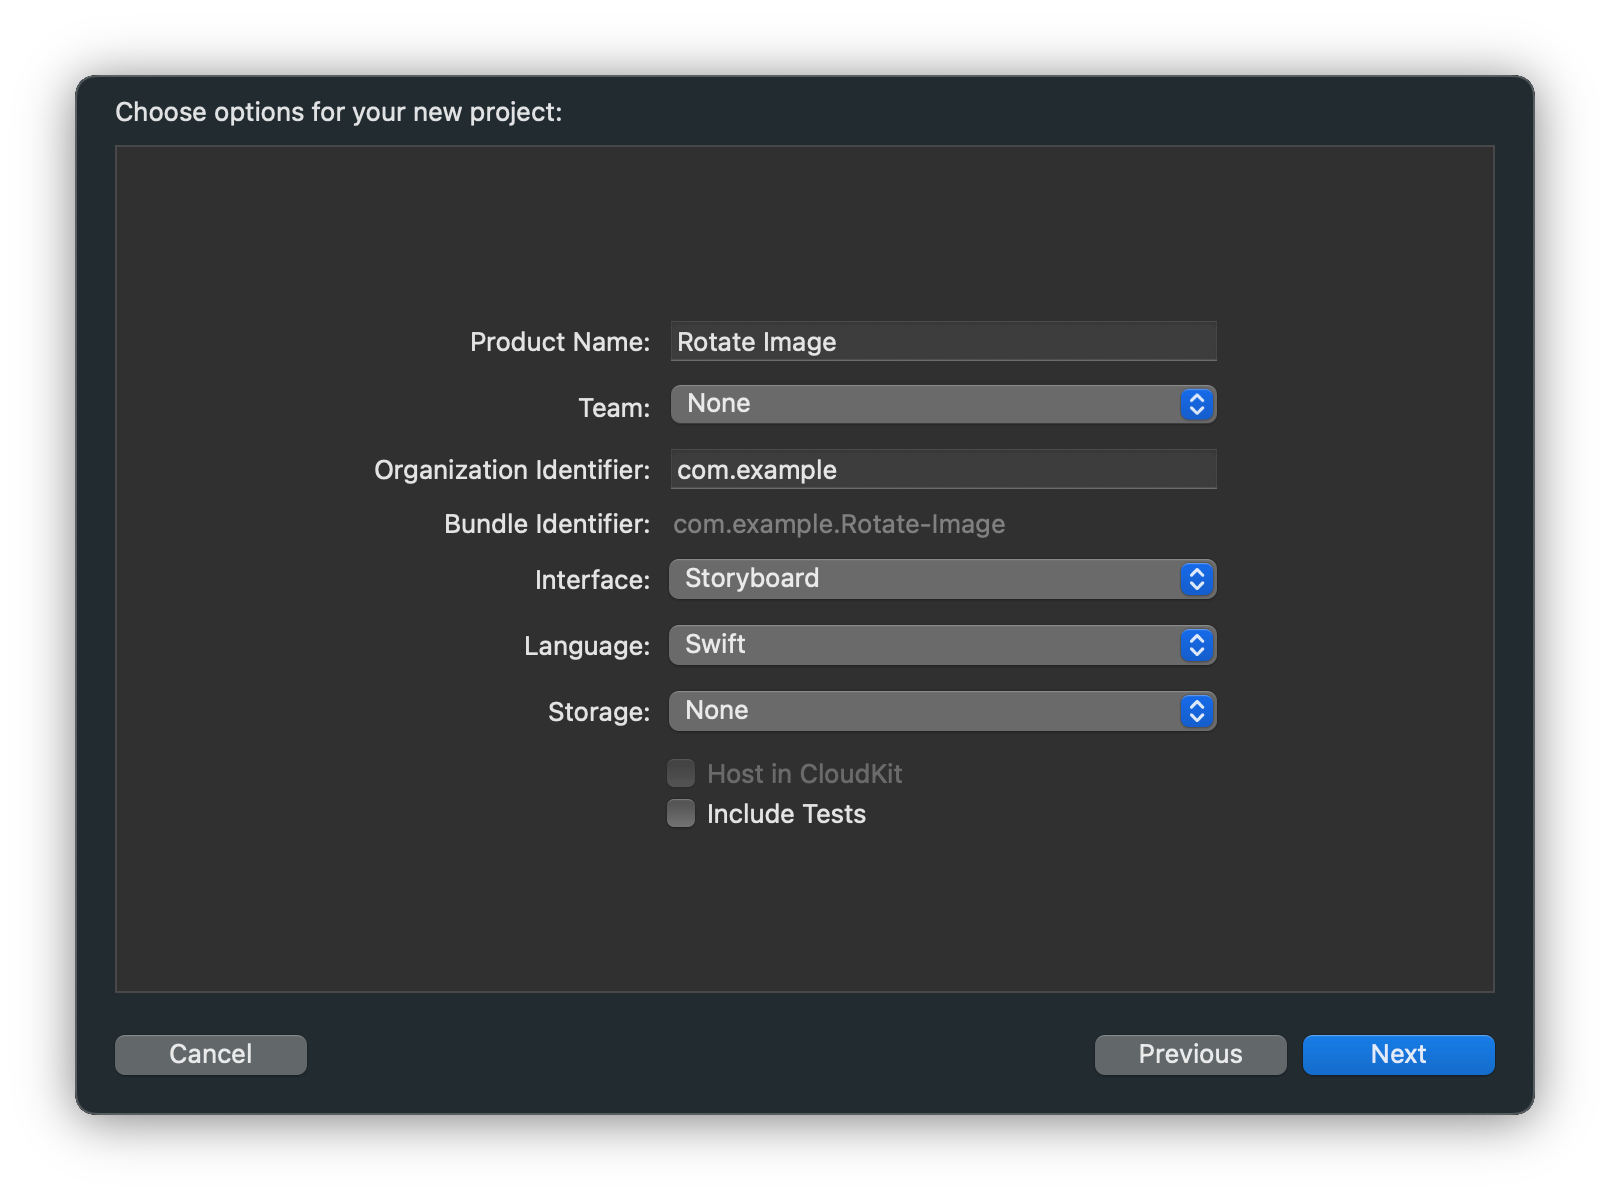 Choose options for your new project:
Product Name: Rotate Image
Team: None
Organization Identifier: com.example
Bundle Identifier: com.example.Rotate-Image
Interface: Storyboard
Language: Swift
Storage: None
Host in CloudKit
Include Tests
Cancel Previous Next